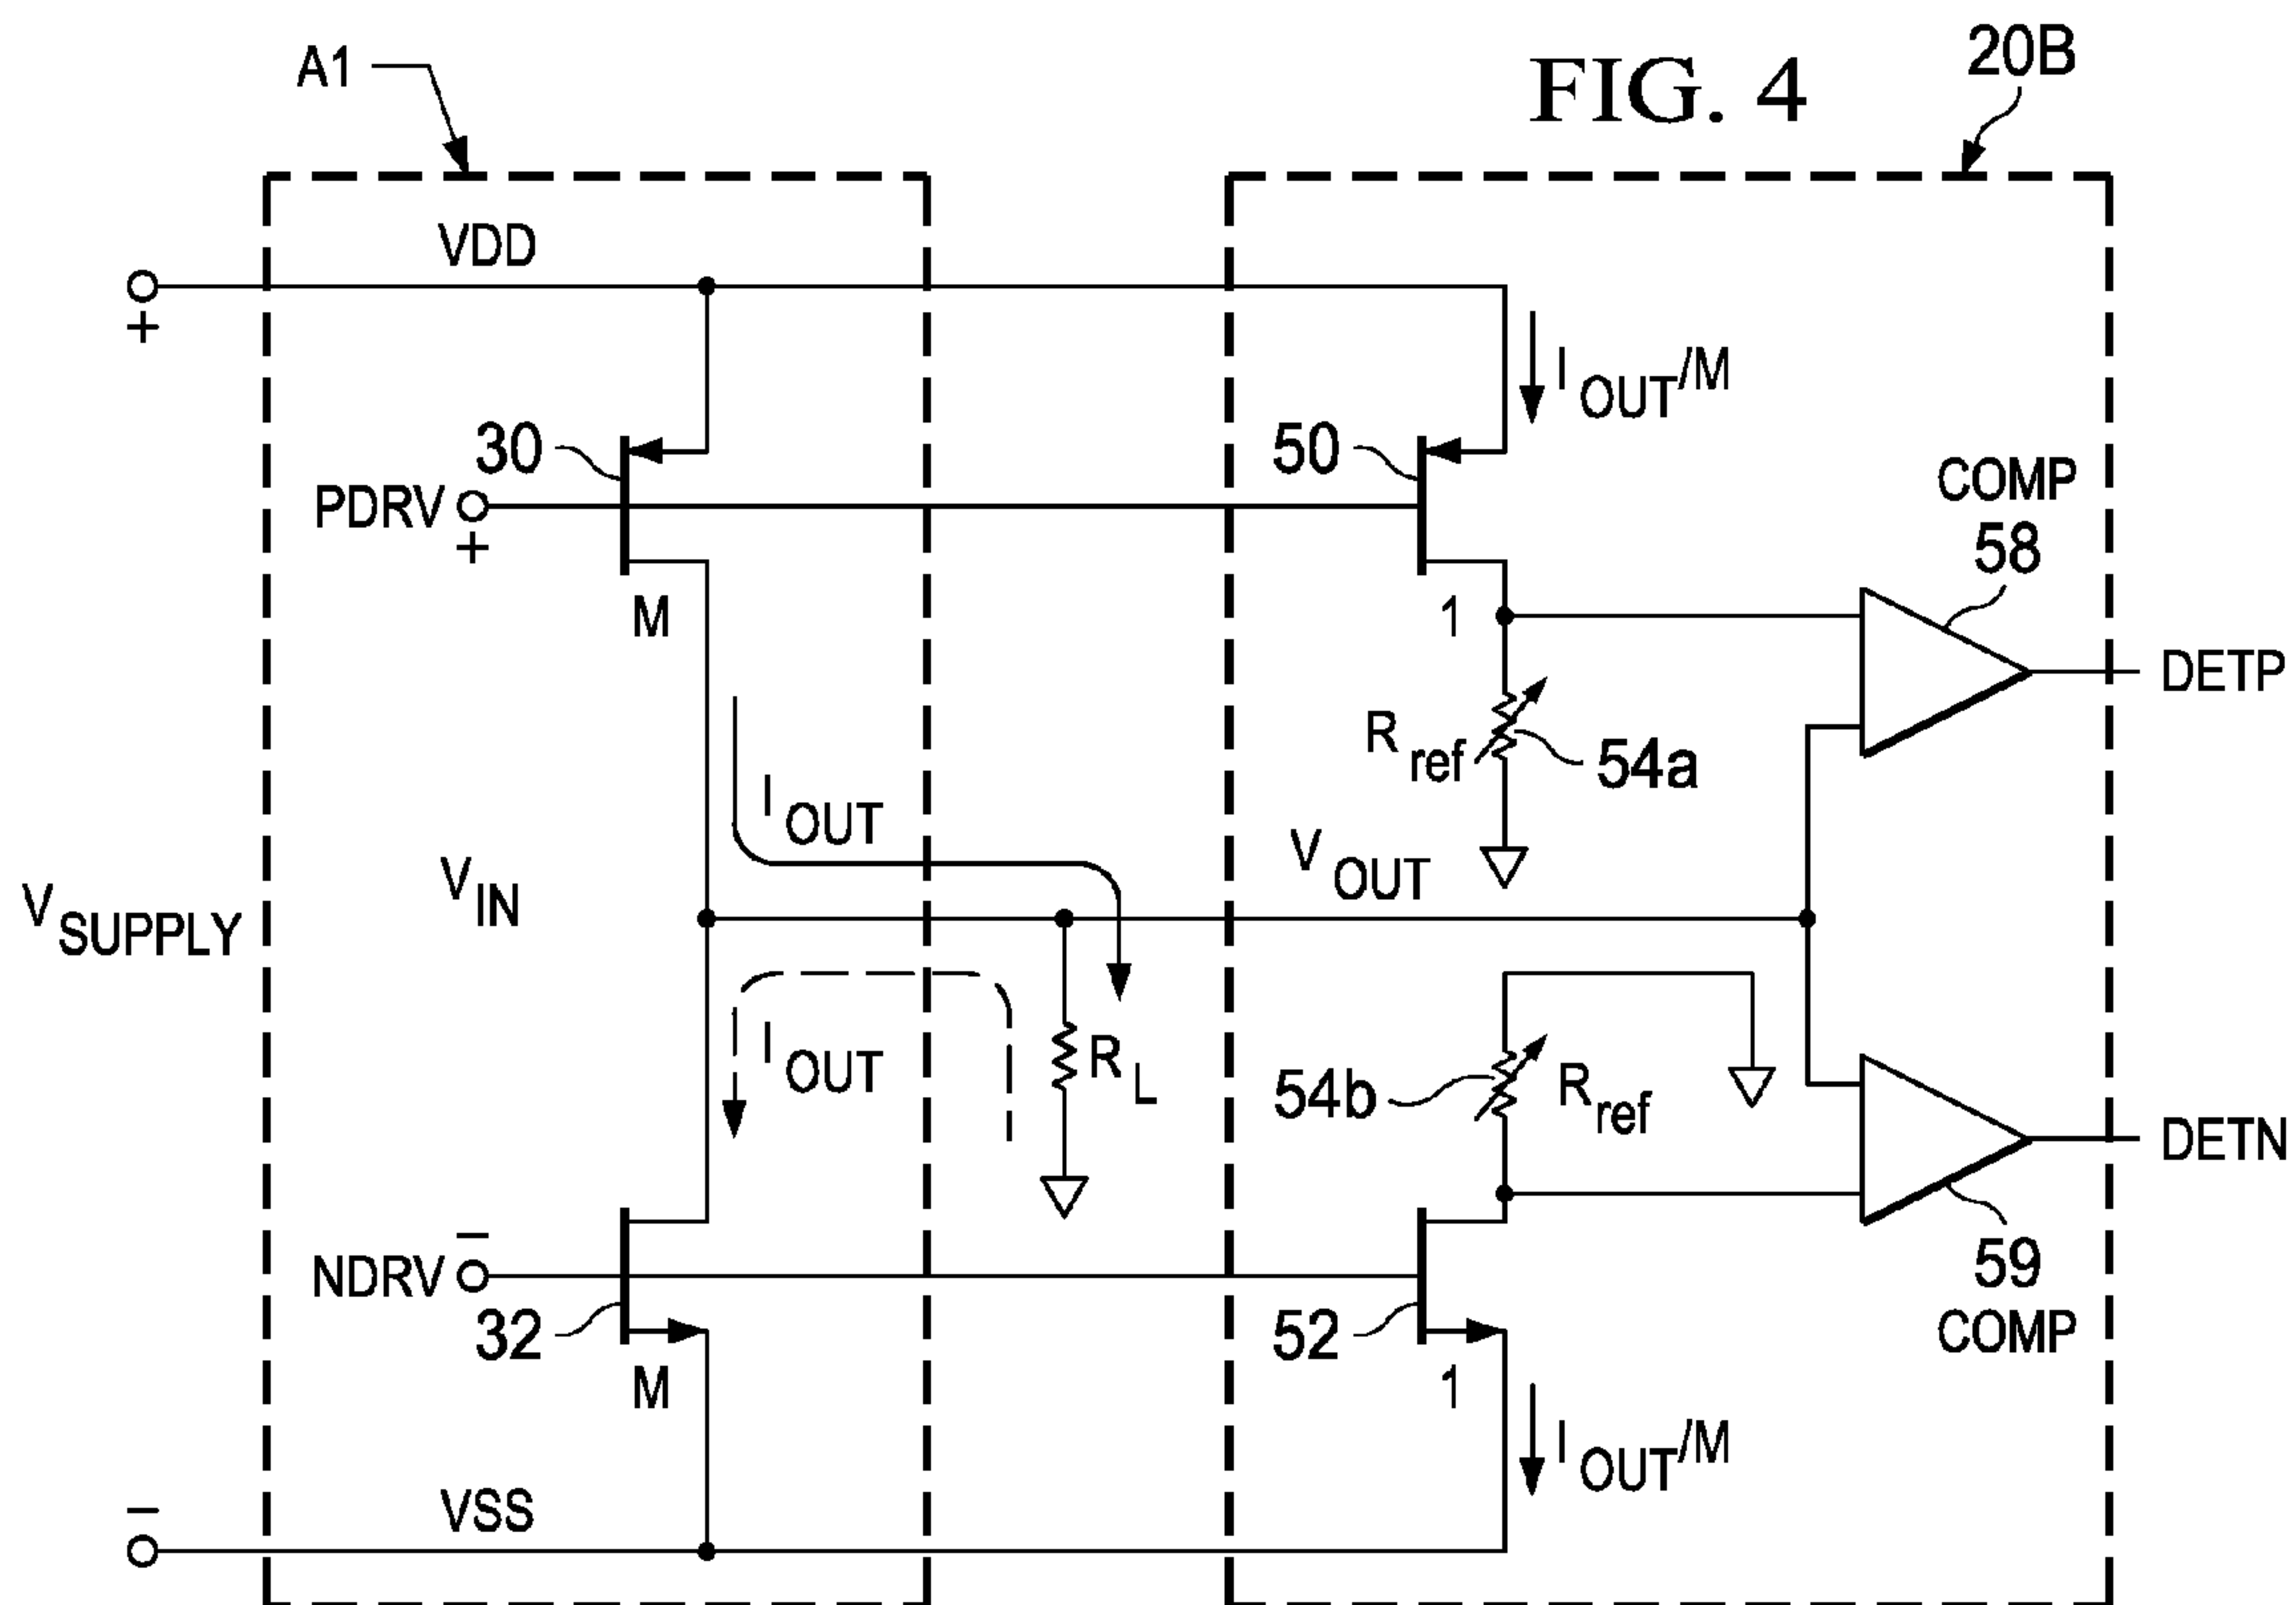 FIG. 4
A1
20B
VDD
+
I OUT/M
30
50
COMP
58
PDRV
+
M
1
DETP
R ref
54a
I OUT
V OUT
V IN
V SUPPLY
I OUT
R L
54b
R ref
DETN
−
NDRV
32
52
59
COMP
M
1
I OUT/M
VSS
−